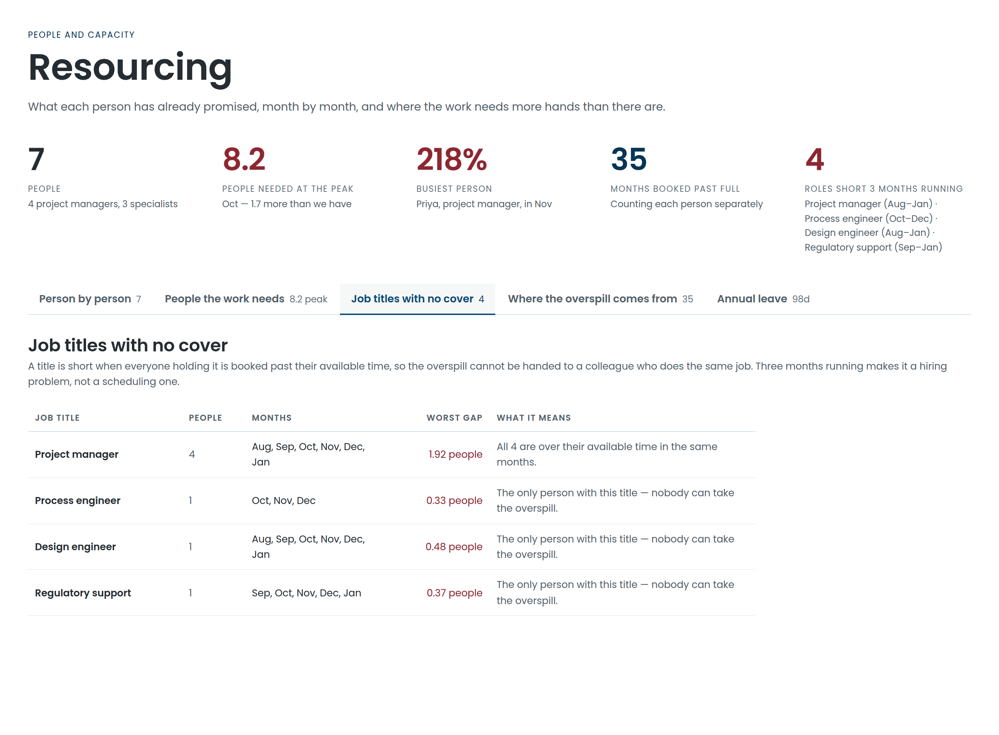 PEOPLE AND CAPACITY
Resourcing
What each person has already promised, month by month, and where the work needs more hands than there are.
7
PEOPLE
4 project managers, 3 specialists
8.2
PEOPLE NEEDED AT THE PEAK
Oct — 1.7 more than we have
218%
BUSIEST PERSON
Priya, project manager, in Nov
35
MONTHS BOOKED PAST FULL
Counting each person separately
4
ROLES SHORT 3 MONTHS RUNNING
Project manager (Aug–Jan) ·
Process engineer (Oct–Dec) ·
Design engineer (Aug–Jan) ·
Regulatory support (Sep–Jan)
Person by person 7 People the work needs 8.2 peak Job titles with no cover 4 Where the overspill comes from 35 Annual leave 98d
Job titles with no cover
A title is short when everyone holding it is booked past their available time, so the overspill cannot be handed to a colleague who does the same job. Three months running makes it a hiring
problem, not a scheduling one.
JOB TITLE PEOPLE MONTHS WORST GAP WHAT IT MEANS
Project manager 4 Aug, Sep, Oct, Nov, Dec, Jan 1.92 people All 4 are over their available time in the same months.
Process engineer 1 Oct, Nov, Dec 0.33 people The only person with this title — nobody can take the overspill.
Design engineer 1 Aug, Sep, Oct, Nov, Dec, Jan 0.48 people The only person with this title — nobody can take the overspill.
Regulatory support 1 Sep, Oct, Nov, Dec, Jan 0.37 people The only person with this title — nobody can take the overspill.